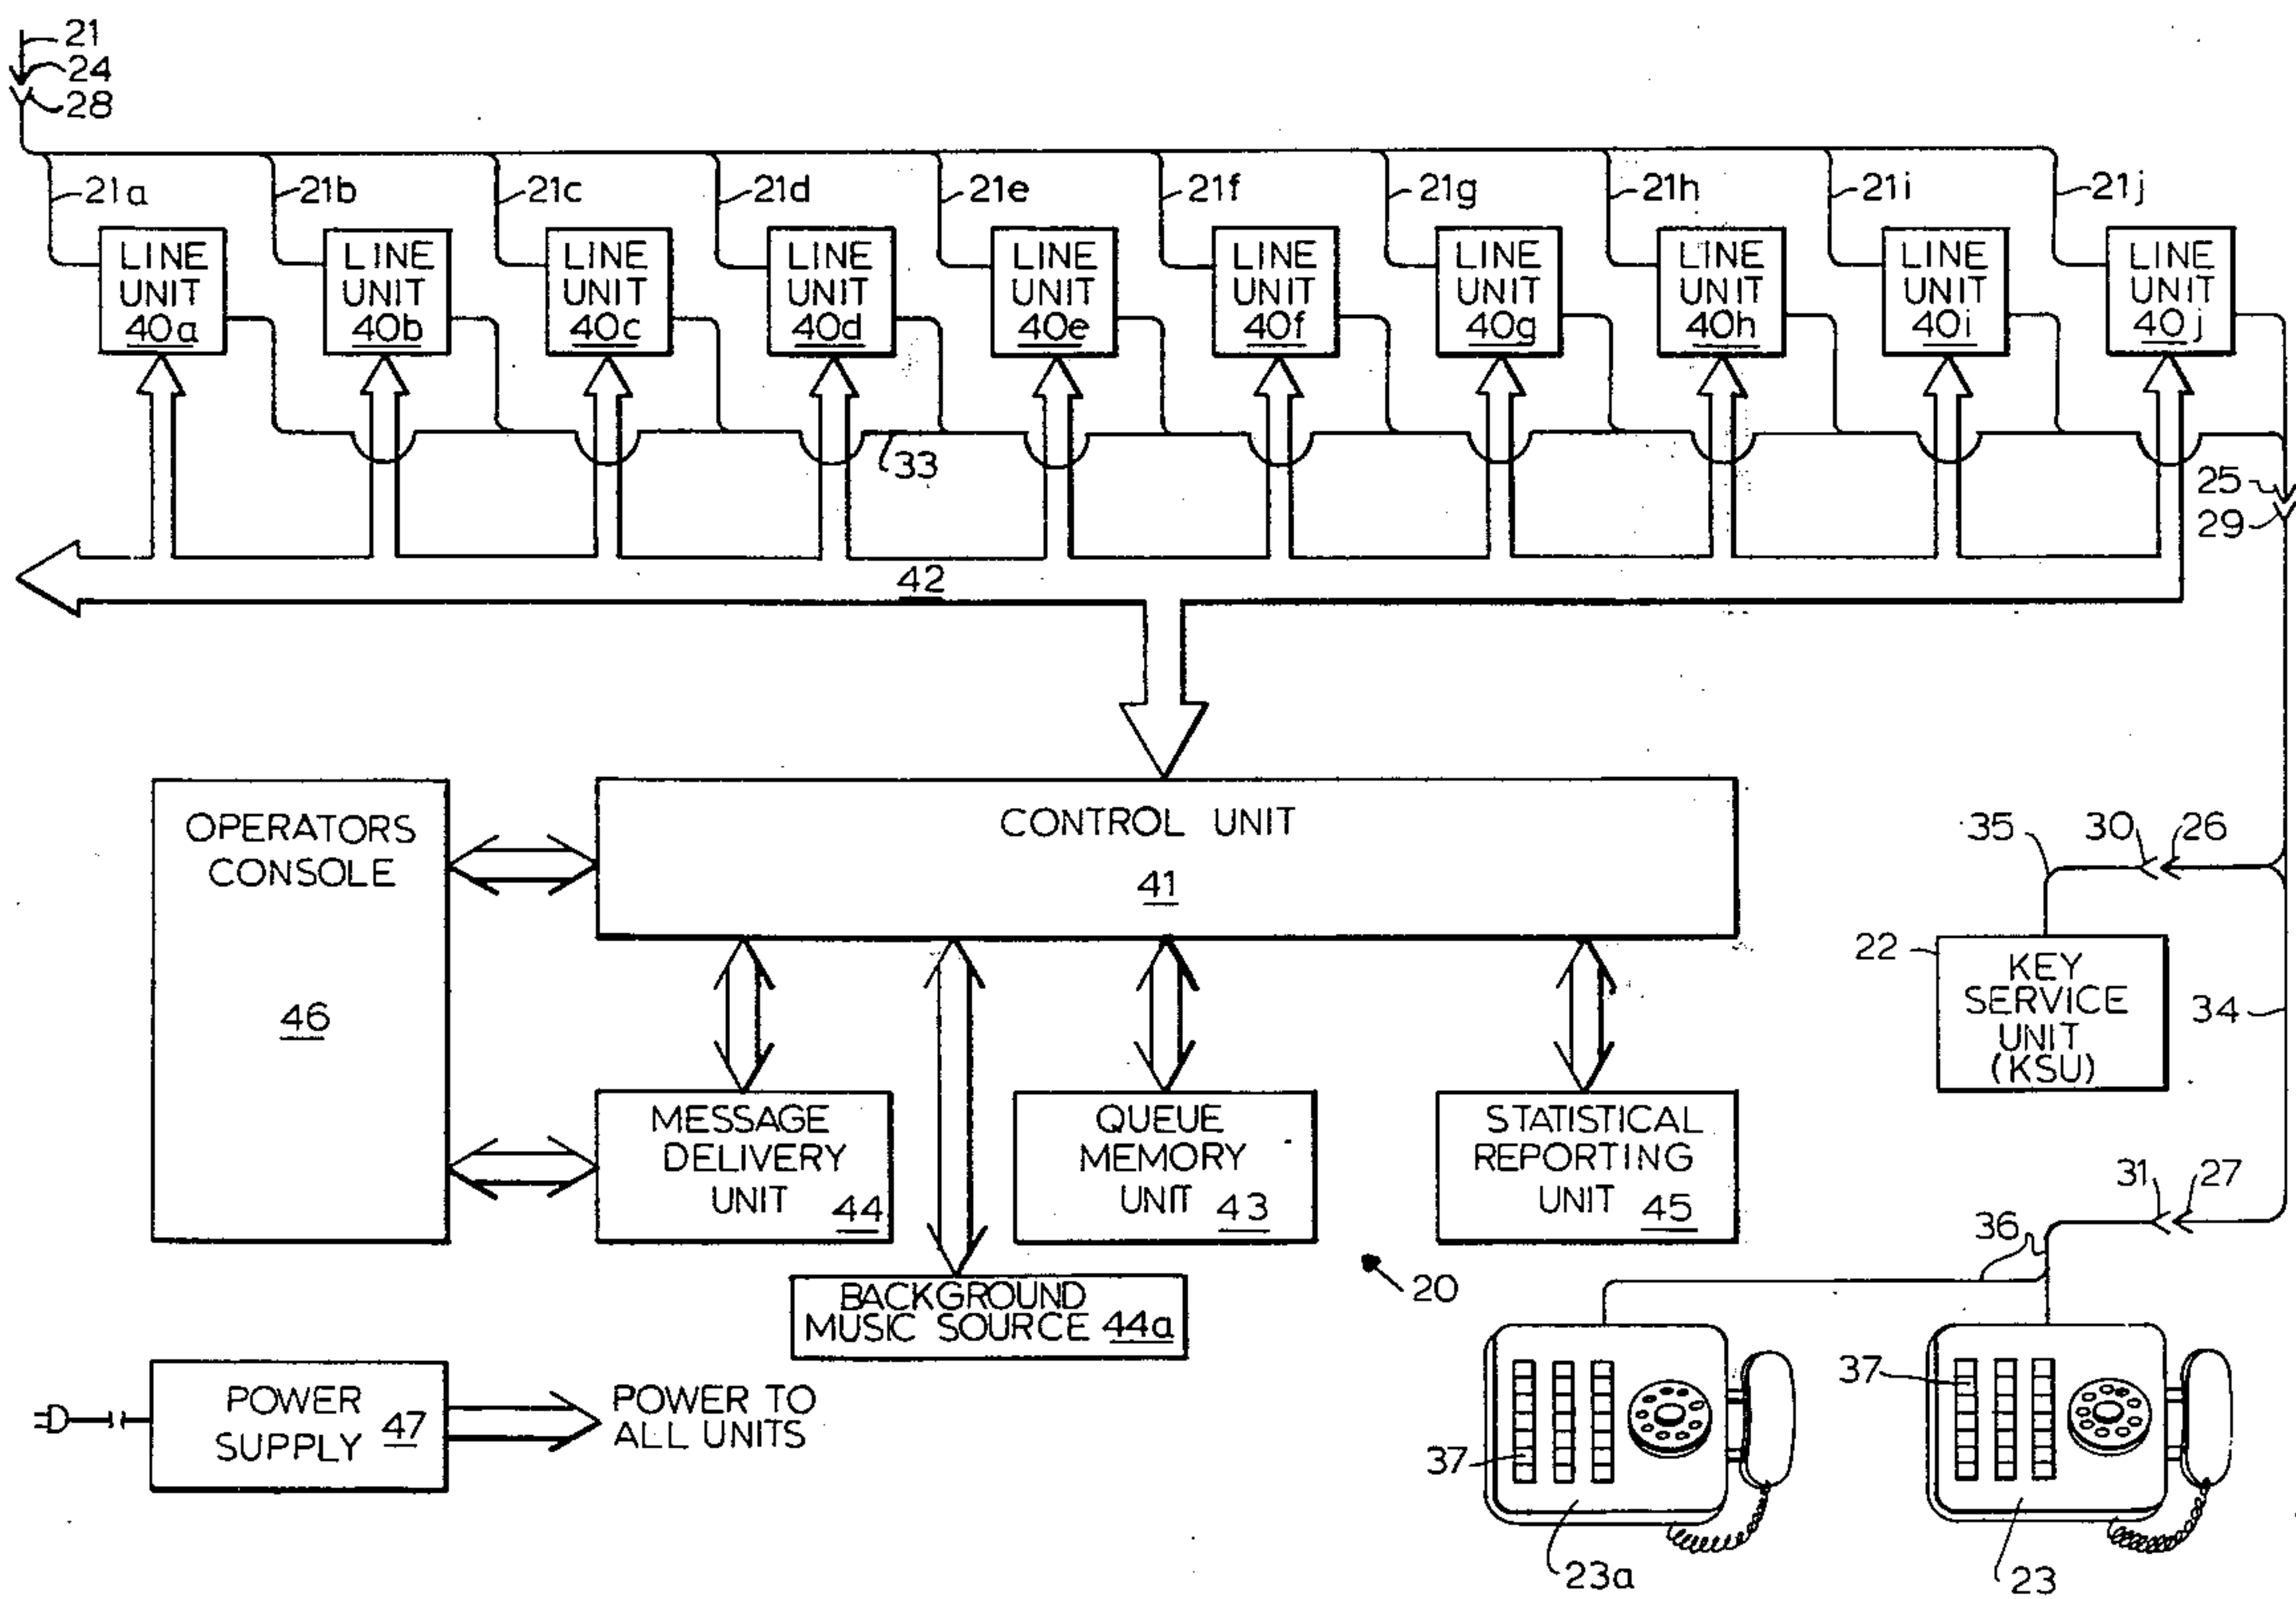 21
24
28
21a 21b 21c 21d 21e 21f 21g 21h 21i 21j
LINE UNIT 40a
LINE UNIT 40b
LINE UNIT 40c
LINE UNIT 40d
LINE UNIT 40e
LINE UNIT 40f
LINE UNIT 40g
LINE UNIT 40h
LINE UNIT 40i
LINE UNIT 40j
33
25
29
42
OPERATORS
CONSOLE
46
CONTROL UNIT
41
35 30 26
22
KEY
SERVICE
UNIT
(KSU)
34
MESSAGE
DELIVERY
UNIT 44
QUEUE
MEMORY
UNIT 43
STATISTICAL
REPORTING
UNIT 45
31 27
36
20
BACKGROUND
MUSIC SOURCE 44a
POWER
SUPPLY 47
POWER TO
ALL UNITS
37
37
23a
23